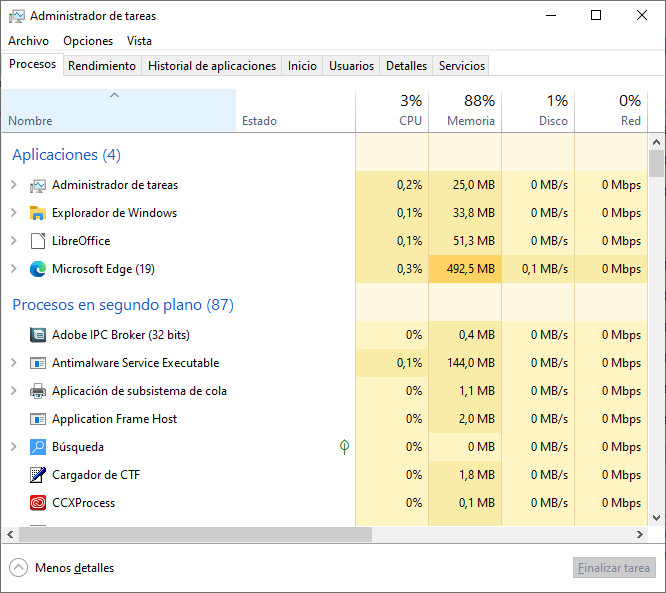 Administrador de tareas
Archivo Opciones Vista
Procesos Rendimiento Historial de aplicaciones Inicio Usuarios Detalles Servicios
3% 88% 1% 0%
Nombre Estado CPU Memoria Disco Red
Aplicaciones (4)
Administrador de tareas 0,2% 25,0 MB 0 MB/s 0 Mbps
Explorador de Windows 0,1% 33,8 MB 0 MB/s 0 Mbps
LibreOffice 0,1% 51,3 MB 0 MB/s 0 Mbps
Microsoft Edge (19) 0,3% 492,5 MB 0,1 MB/s 0 Mbps
Procesos en segundo plano (87)
Adobe IPC Broker (32 bits) 0% 0,4 MB 0 MB/s 0 Mbps
Antimalware Service Executable 0,1% 144,0 MB 0 MB/s 0 Mbps
Aplicación de subsistema de cola 0% 1,1 MB 0 MB/s 0 Mbps
Application Frame Host 0% 2,0 MB 0 MB/s 0 Mbps
Búsqueda 0% 0 MB 0 MB/s 0 Mbps
Cargador de CTF 0% 1,8 MB 0 MB/s 0 Mbps
CCXProcess 0% 0,1 MB 0 MB/s 0 Mbps
Menos detalles Finalizar tarea